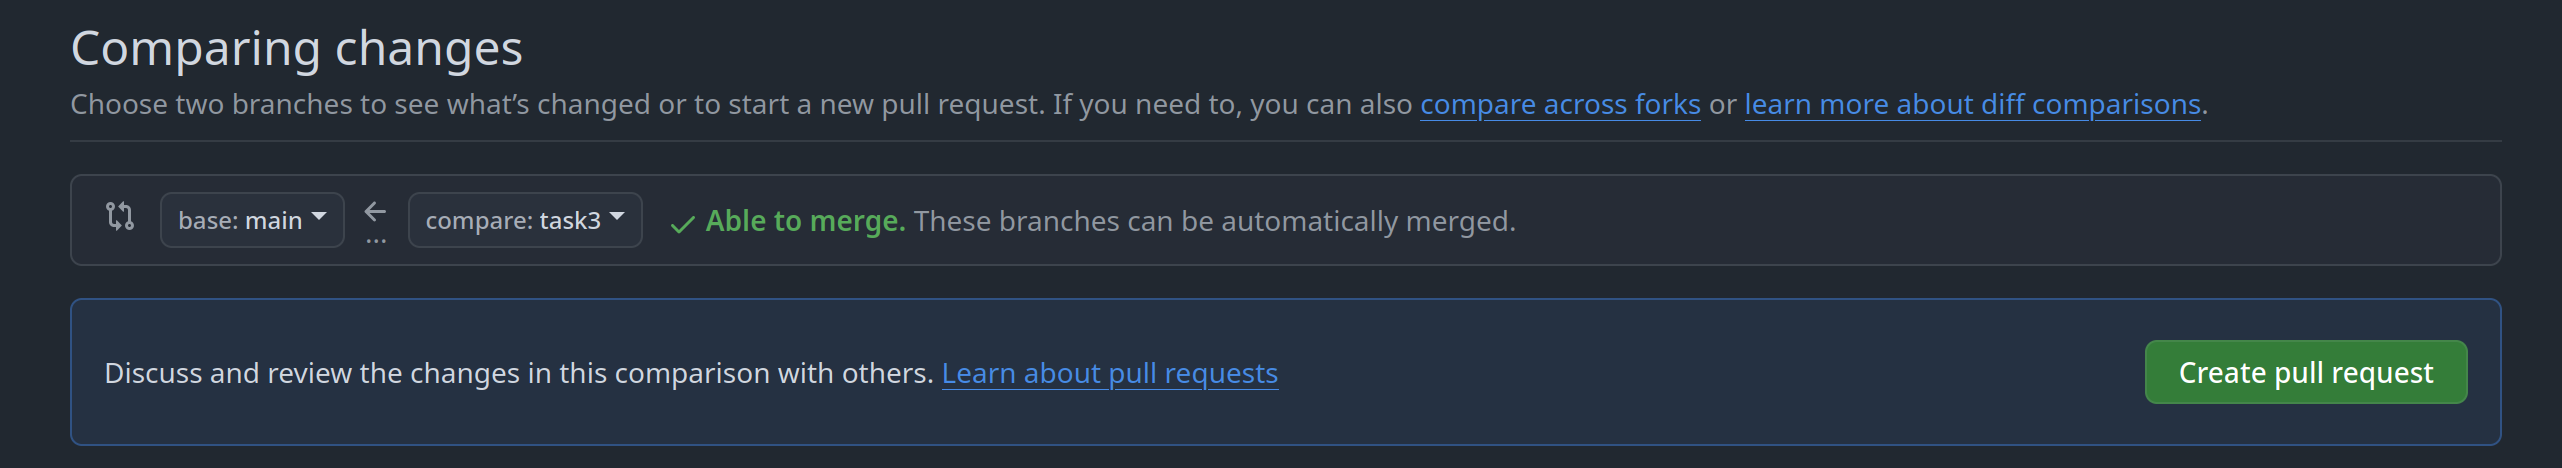 Comparing changes
Choose two branches to see what’s changed or to start a new pull request. If you need to, you can also compare across forks or learn more about diff comparisons.
base: main ← ... compare: task3 ✓ Able to merge. These branches can be automatically merged.
Discuss and review the changes in this comparison with others. Learn about pull requests
Create pull request